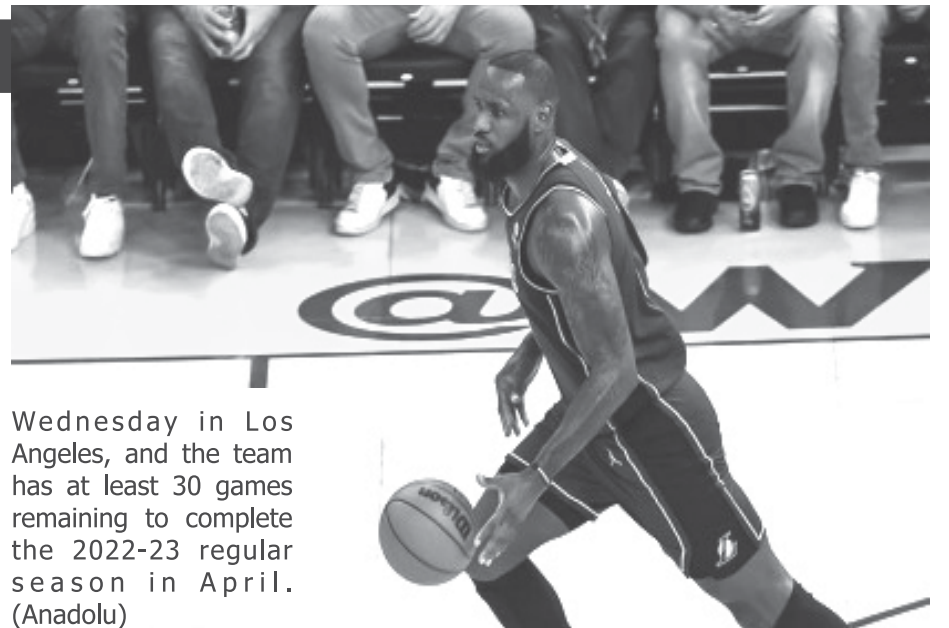 @W
Wilson
Wednesday in Los
Angeles, and the team
has at least 30 games
remaining to complete
the 2022-23 regular
season in April.
(Anadolu)